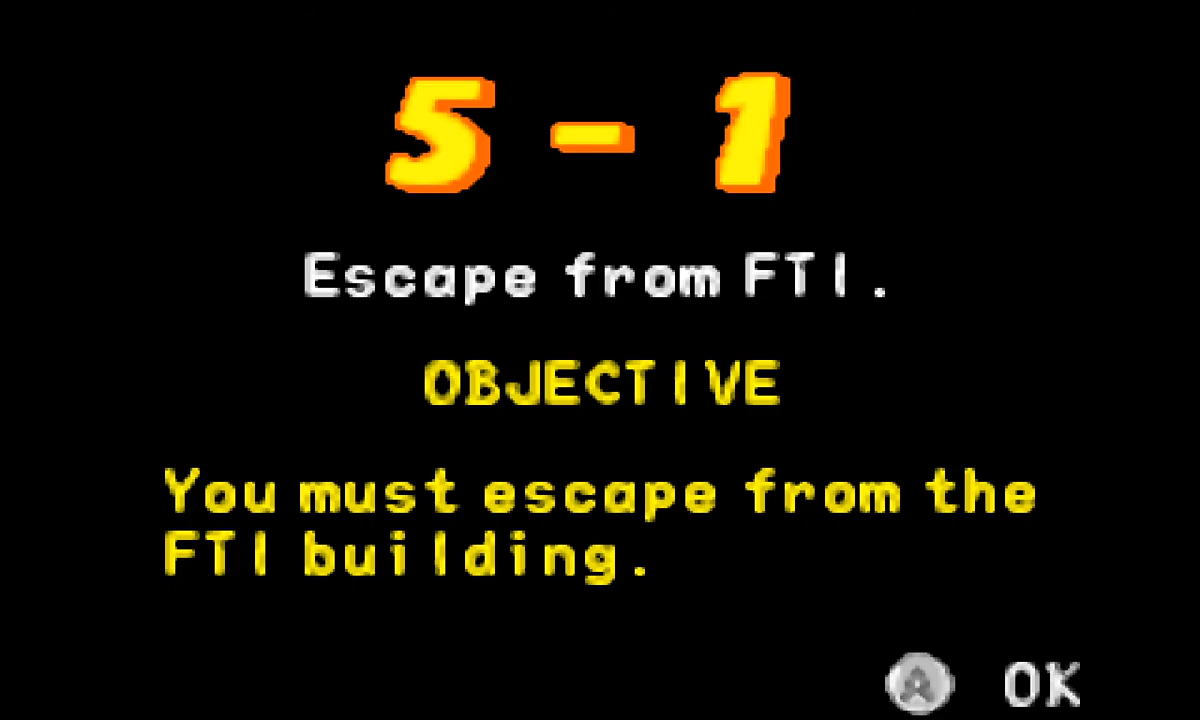 5 - 1
Escape from FTI.
OBJECTIVE
You must escape from the
FTI building.
A OK